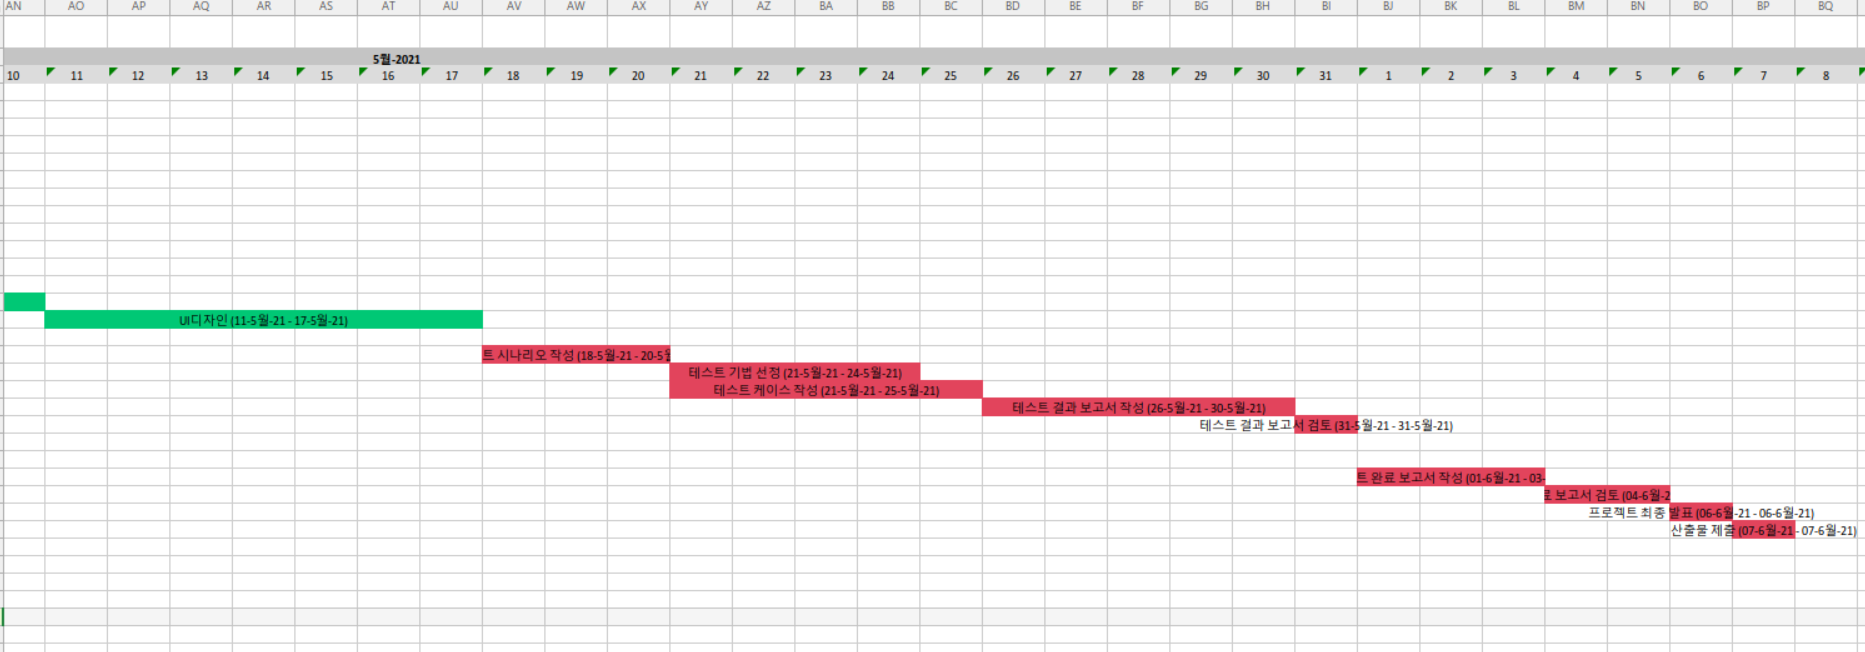 AN AO AP AQ AR AS AT AU AV AW AX AY AZ BA BB BC BD BE BF BG BH BI BJ BK BL BM BN BO BP BQ
5월-2021
10 11 12 13 14 15 16 17 18 19 20 21 22 23 24 25 26 27 28 29 30 31 1 2 3 4 5 6 7 8
UI디자인 (11-5월-21 - 17-5월-21)
트 시나리오 작성 (18-5월-21 - 20-5월
테스트 기법 선정 (21-5월-21 - 24-5월-21)
테스트 케이스 작성 (21-5월-21 - 25-5월-21)
테스트 결과 보고서 작성 (26-5월-21 - 30-5월-21)
테스트 결과 보고서 검토 (31-5월-21 - 31-5월-21)
트 완료 보고서 작성 (01-6월-21 - 03-
보고서 검토 (04-6월-2
프로젝트 최종 발표 (06-6월-21 - 06-6월-21)
산출물 제출 (07-6월-21 - 07-6월-21)